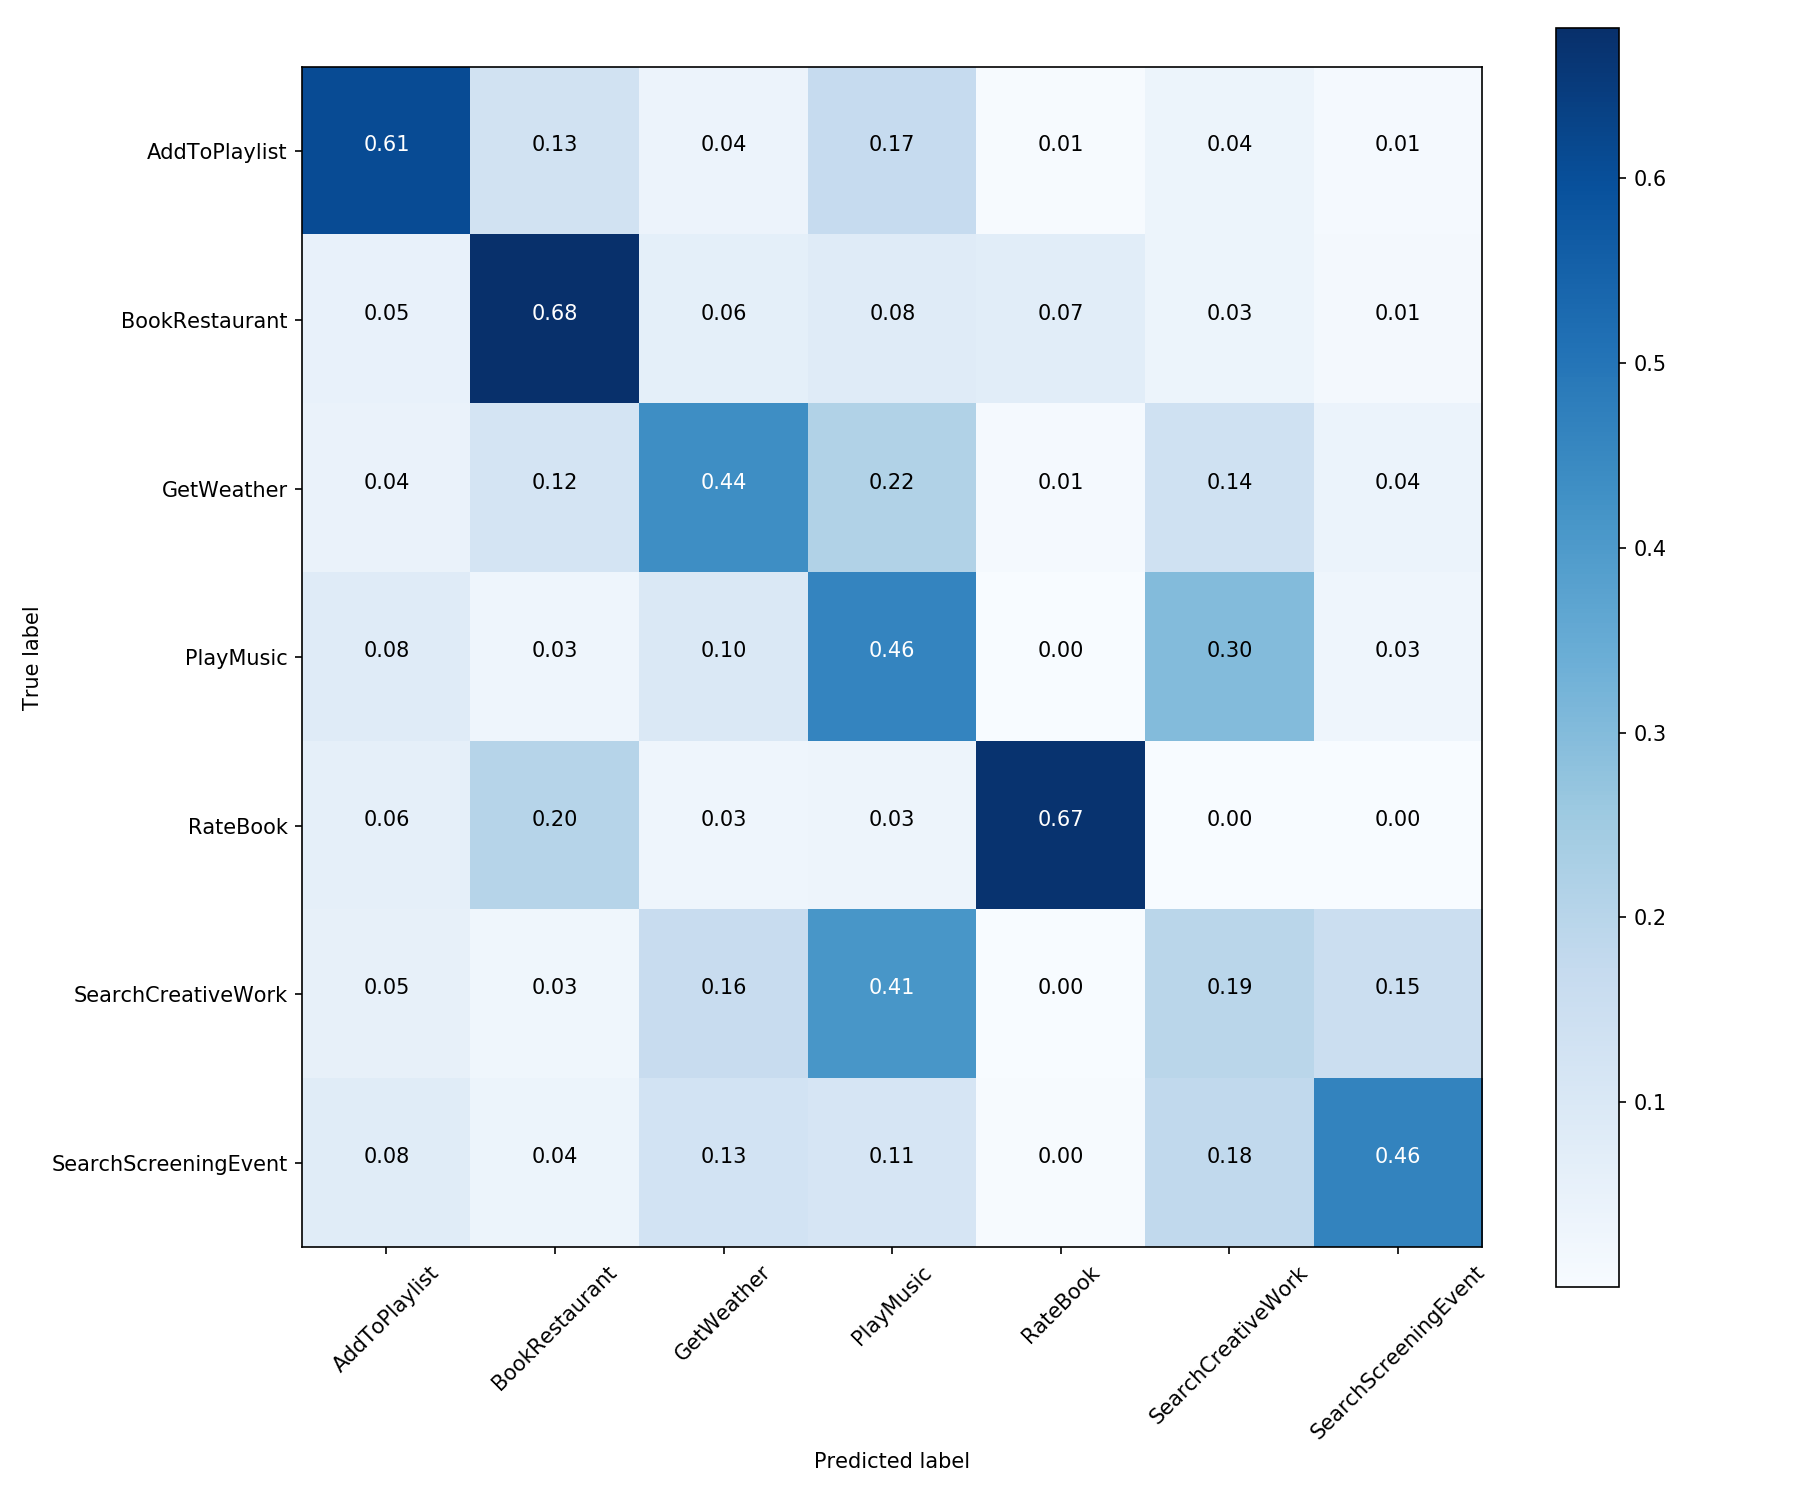 AddToPlaylist 0.61 0.13 0.04 0.17 0.01 0.04 0.01
BookRestaurant 0.05 0.68 0.06 0.08 0.07 0.03 0.01
GetWeather 0.04 0.12 0.44 0.22 0.01 0.14 0.04
PlayMusic 0.08 0.03 0.10 0.46 0.00 0.30 0.03
RateBook 0.06 0.20 0.03 0.03 0.67 0.00 0.00
SearchCreativeWork 0.05 0.03 0.16 0.41 0.00 0.19 0.15
SearchScreeningEvent 0.08 0.04 0.13 0.11 0.00 0.18 0.46
True label
AddToPlaylist
BookRestaurant
GetWeather
PlayMusic
RateBook
SearchCreativeWork
SearchScreeningEvent
Predicted label
0.6
0.5
0.4
0.3
0.2
0.1